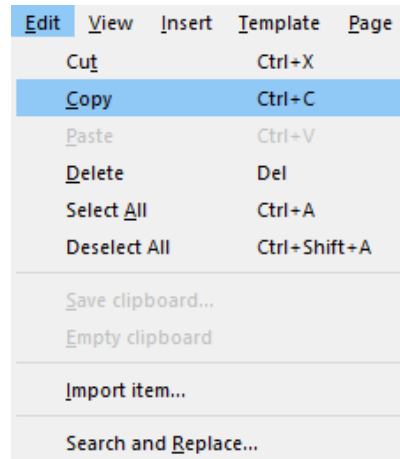 Edit View Insert Template Page
Cut Ctrl+X
Copy Ctrl+C
Paste Ctrl+V
Delete Del
Select All Ctrl+A
Deselect All Ctrl+Shift+A
Save clipboard...
Empty clipboard
Import item...
Search and Replace...